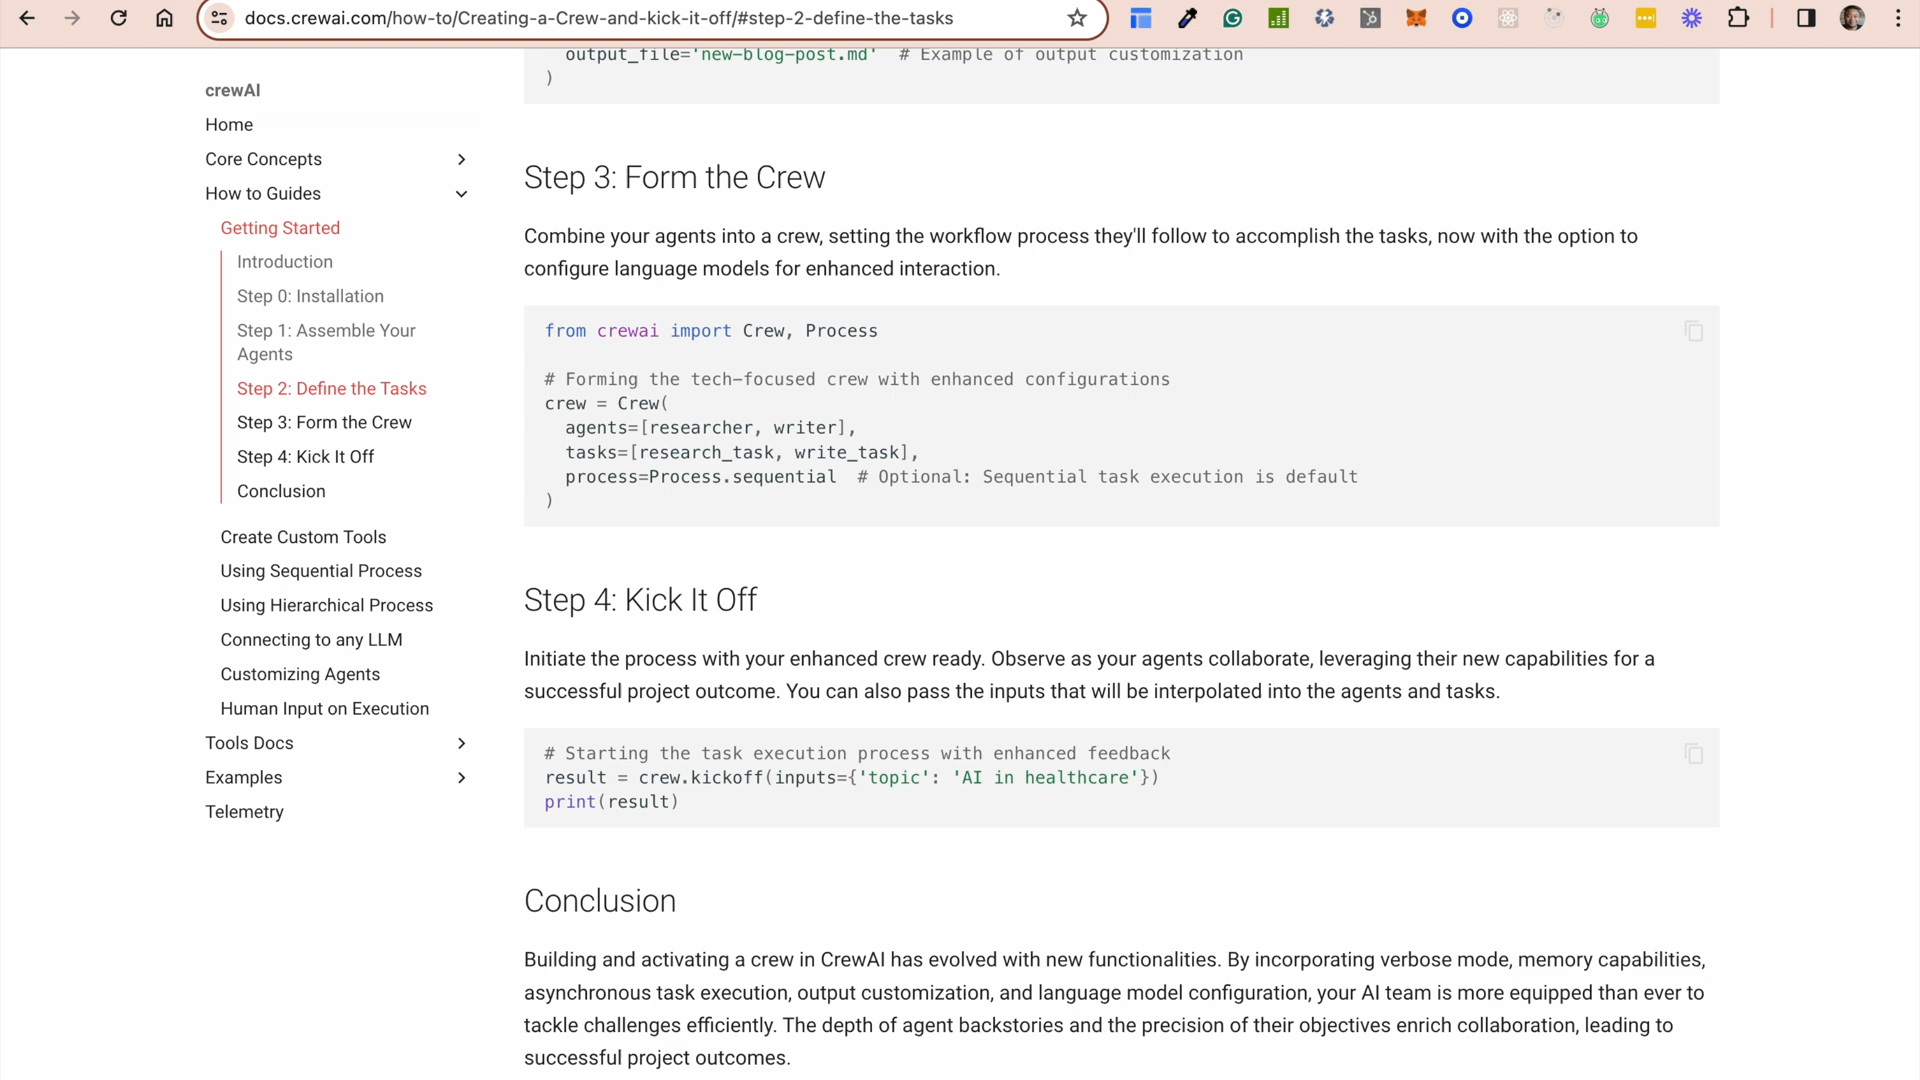 docs.crewai.com/how-to/Creating-a-Crew-and-kick-it-off/#step-2-define-the-tasks
crewAI
Home
Core Concepts
How to Guides
Getting Started
Introduction
Step 0: Installation
Step 1: Assemble Your
Agents
Step 2: Define the Tasks
Step 3: Form the Crew
Step 4: Kick It Off
Conclusion
Create Custom Tools
Using Sequential Process
Using Hierarchical Process
Connecting to any LLM
Customizing Agents
Human Input on Execution
Tools Docs
Examples
Telemetry
output_file='new-blog-post.md'  # Example of output customization
)
Step 3: Form the Crew
Combine your agents into a crew, setting the workflow process they'll follow to accomplish the tasks, now with the option to
configure language models for enhanced interaction.
from crewai import Crew, Process
# Forming the tech-focused crew with enhanced configurations
crew = Crew(
  agents=[researcher, writer],
  tasks=[research_task, write_task],
  process=Process.sequential  # Optional: Sequential task execution is default
)
Step 4: Kick It Off
Initiate the process with your enhanced crew ready. Observe as your agents collaborate, leveraging their new capabilities for a
successful project outcome. You can also pass the inputs that will be interpolated into the agents and tasks.
# Starting the task execution process with enhanced feedback
result = crew.kickoff(inputs={'topic': 'AI in healthcare'})
print(result)
Conclusion
Building and activating a crew in CrewAI has evolved with new functionalities. By incorporating verbose mode, memory capabilities,
asynchronous task execution, output customization, and language model configuration, your AI team is more equipped than ever to
tackle challenges efficiently. The depth of agent backstories and the precision of their objectives enrich collaboration, leading to
successful project outcomes.